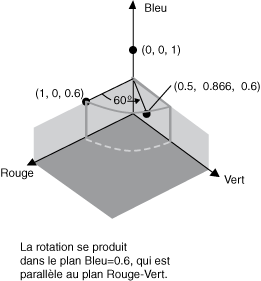 Bleu
(0, 0, 1)
(1, 0, 0.6)
60º
(0.5, 0.866, 0.6)
Rouge
Vert
La rotation se produit
dans le plan Bleu=0.6, qui est
parallèle au plan Rouge-Vert.